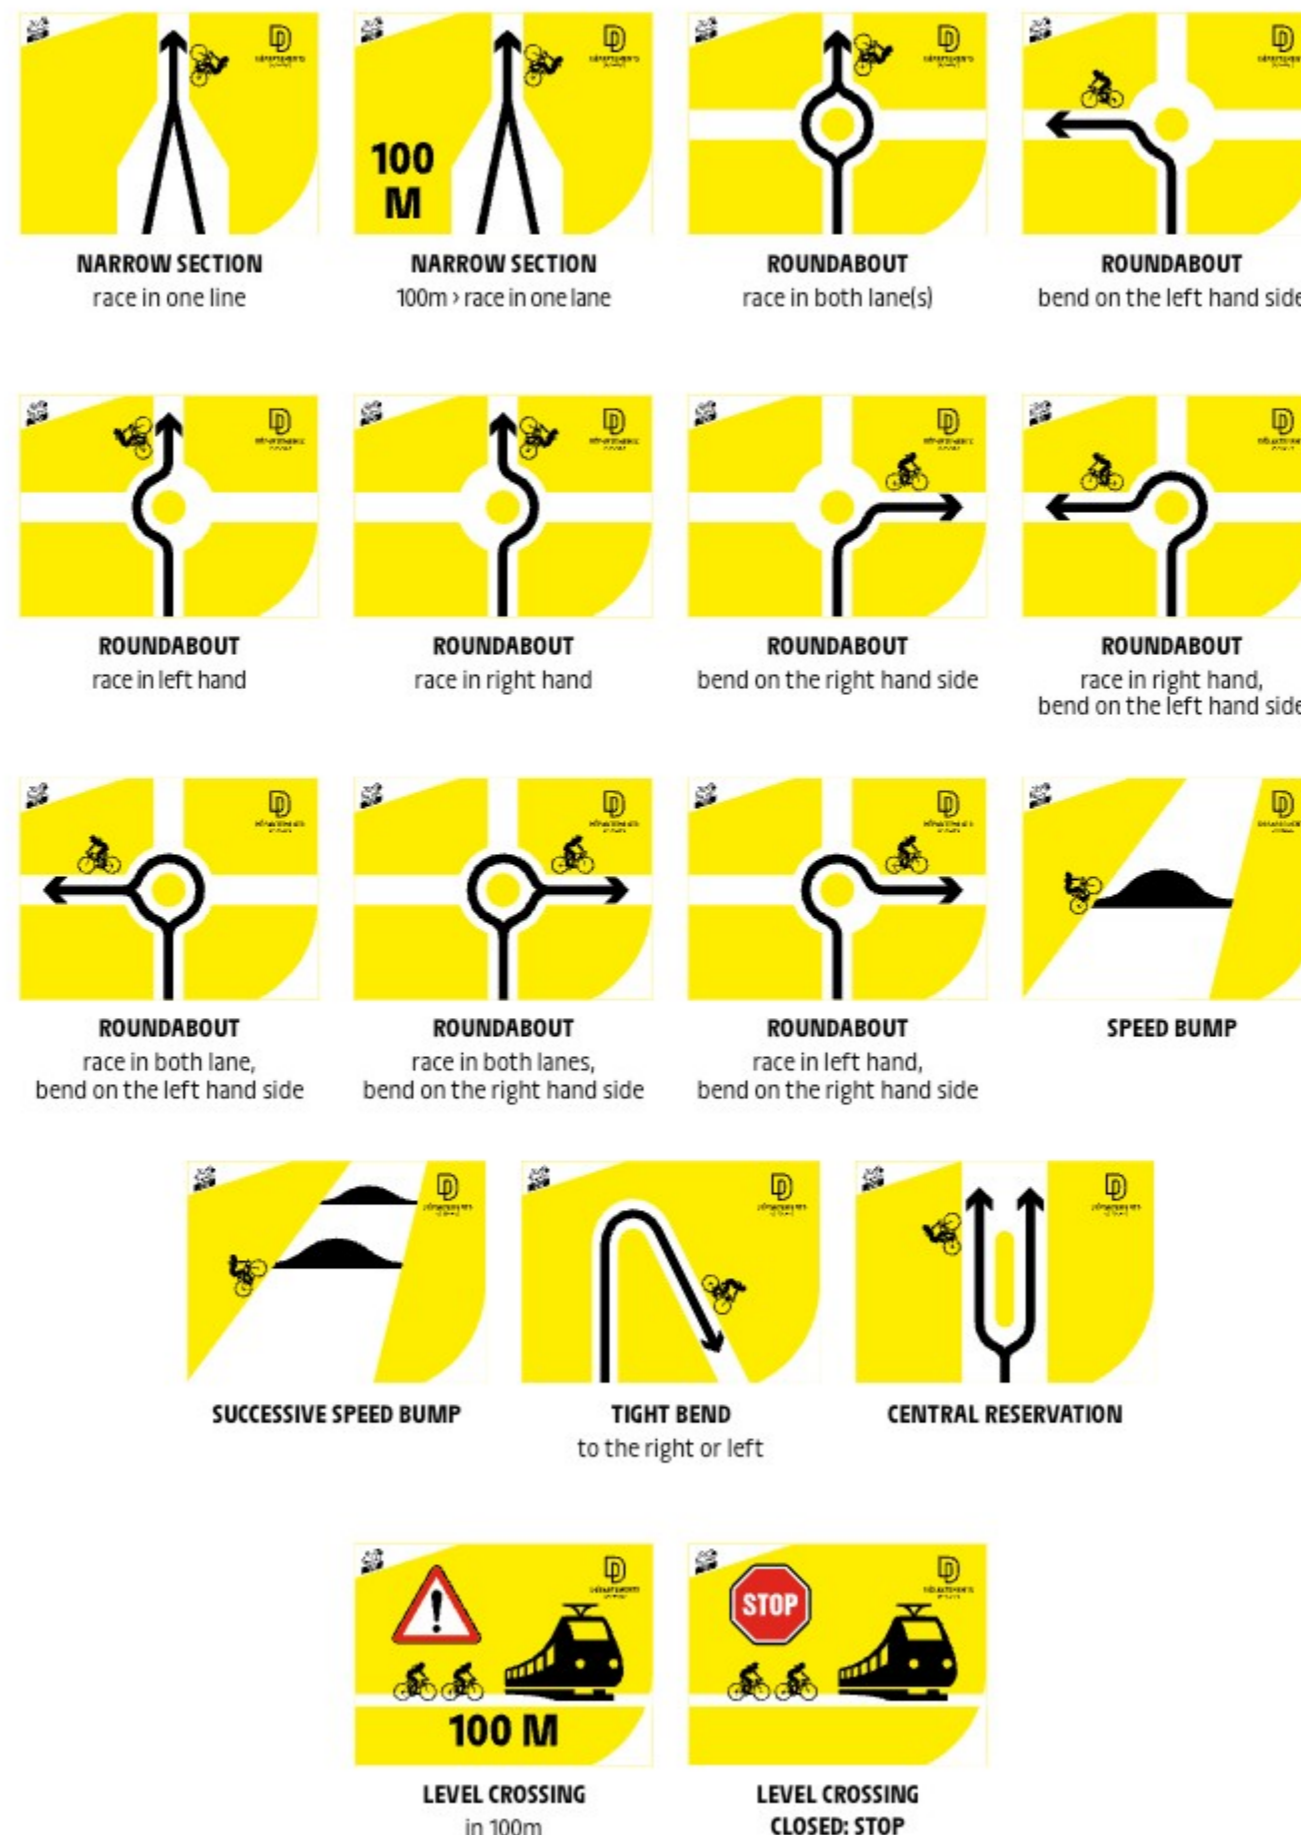 NARROW SECTION
race in one line
100
M
NARROW SECTION
100m › race in one lane
ROUNDABOUT
race in both lane(s)
ROUNDABOUT
bend on the left hand side
ROUNDABOUT
race in left hand
ROUNDABOUT
race in right hand
ROUNDABOUT
bend on the right hand side
ROUNDABOUT
race in right hand,
bend on the left hand side
ROUNDABOUT
race in both lane,
bend on the left hand side
ROUNDABOUT
race in both lanes,
bend on the right hand side
ROUNDABOUT
race in left hand,
bend on the right hand side
SPEED BUMP
SUCCESSIVE SPEED BUMP
TIGHT BEND
to the right or left
CENTRAL RESERVATION
100 M
LEVEL CROSSING
in 100m
STOP
LEVEL CROSSING
CLOSED: STOP